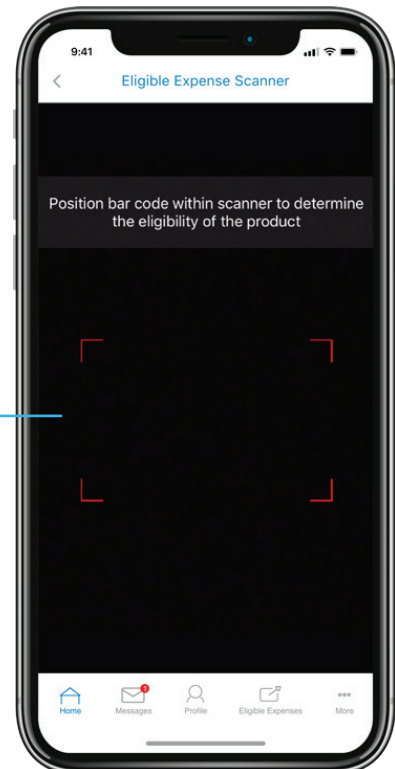 9:41
Eligible Expense Scanner
Position bar code within scanner to determine
the eligibility of the product
1
Home Messages Profile Eligible Expenses More